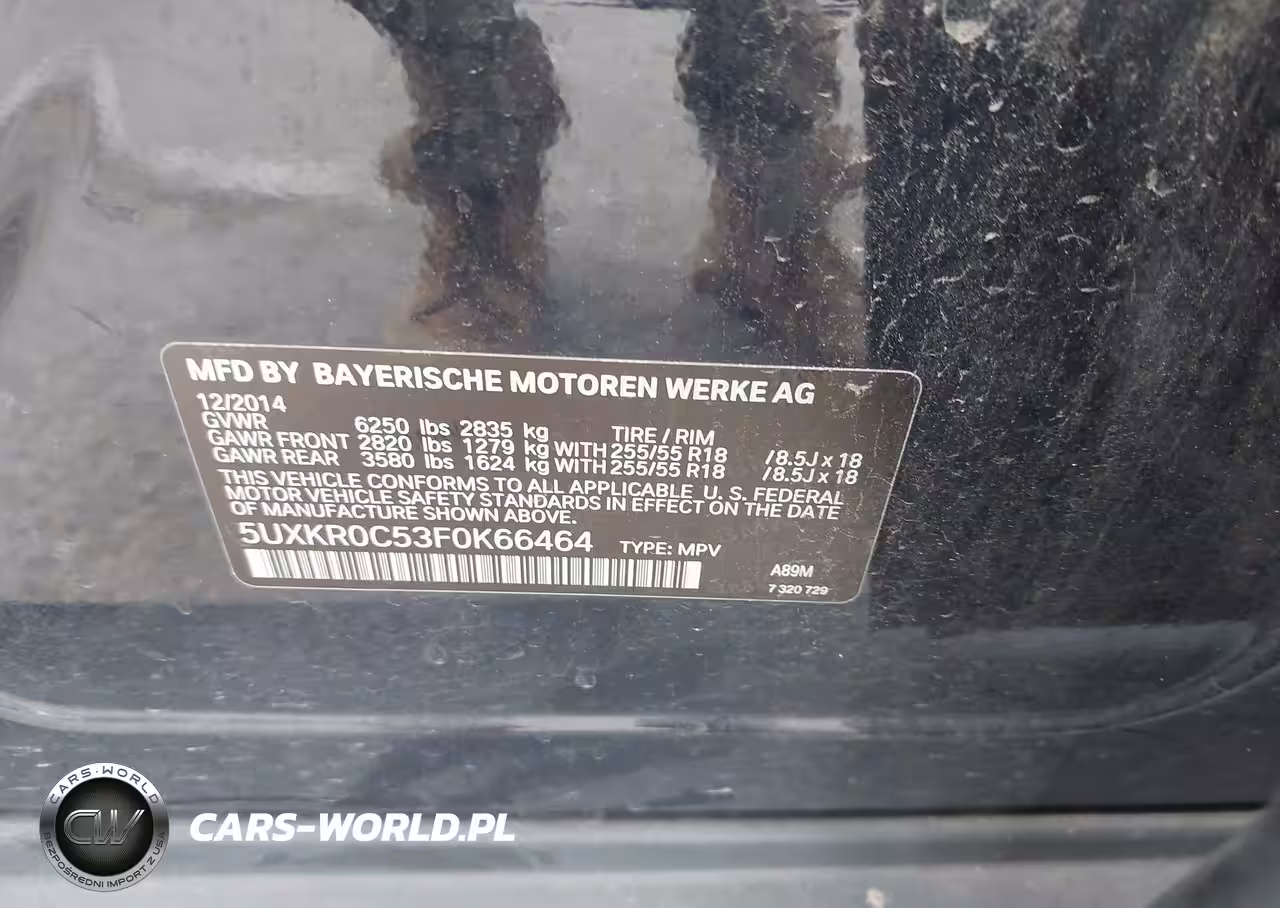 MFD BY BAYERISCHE MOTOREN WERKE AG
12/2014
GVWR 6250 lbs 2835 kg TIRE / RIM
GAWR FRONT 2820 lbs 1279 kg WITH 255/55 R18 /8.5J x 18
GAWR REAR 3580 lbs 1624 kg WITH 255/55 R18 /8.5J x 18
THIS VEHICLE CONFORMS TO ALL APPLICABLE U. S. FEDERAL
MOTOR VEHICLE SAFETY STANDARDS IN EFFECT ON THE DATE
OF MANUFACTURE SHOWN ABOVE.
5UXKR0C53F0K66464 TYPE: MPV
A89M
7 320 729
CARS-WORLD
CW
BEZPOŚREDNI IMPORT Z USA
CARS-WORLD.PL